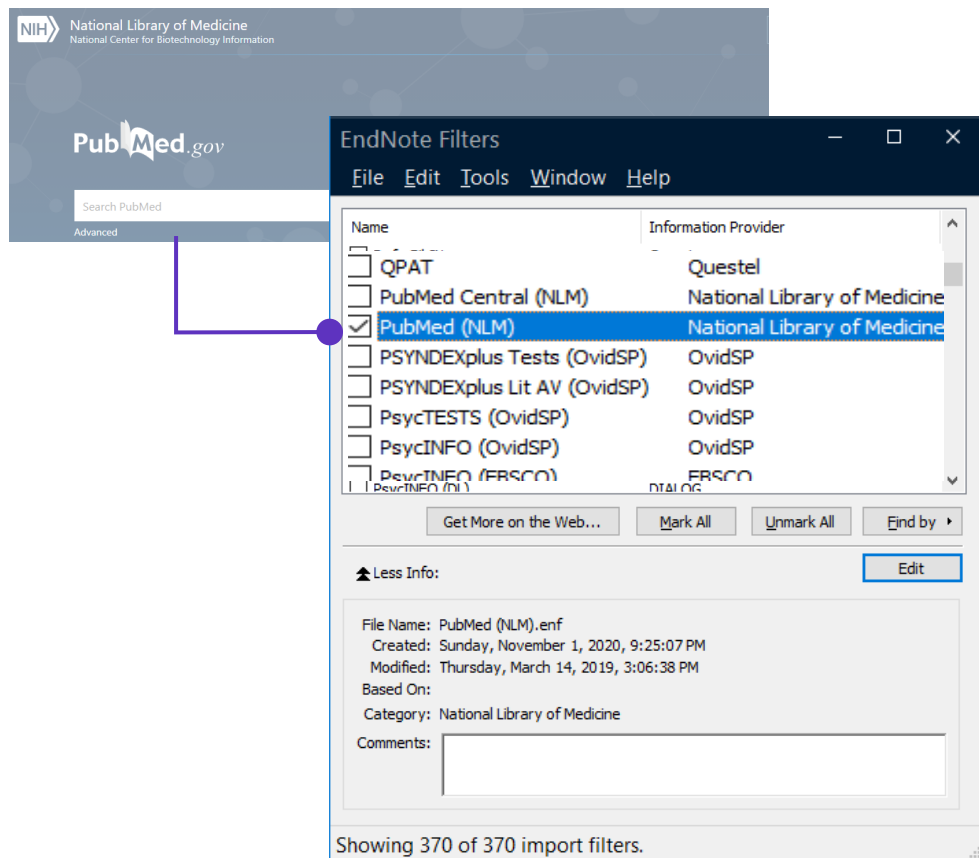 NIH
National Library of Medicine
National Center for Biotechnology Information
PubMed.gov
Search PubMed
Advanced
EndNote Filters
File Edit Tools Window Help
Name Information Provider
QPAT Questel
PubMed Central (NLM) National Library of Medicine
PubMed (NLM) National Library of Medicine
PSYNDEXplus Tests (OvidSP) OvidSP
PSYNDEXplus Lit AV (OvidSP) OvidSP
PsycTESTS (OvidSP) OvidSP
PsycINFO (OvidSP) OvidSP
PsycINFO (EBSCO) EBSCO
PsycINFO (DL) DIALOG
Get More on the Web... Mark All Unmark All Find by
Less Info: Edit
File Name: PubMed (NLM).enf
Created: Sunday, November 1, 2020, 9:25:07 PM
Modified: Thursday, March 14, 2019, 3:06:38 PM
Based On:
Category: National Library of Medicine
Comments:
Showing 370 of 370 import filters.